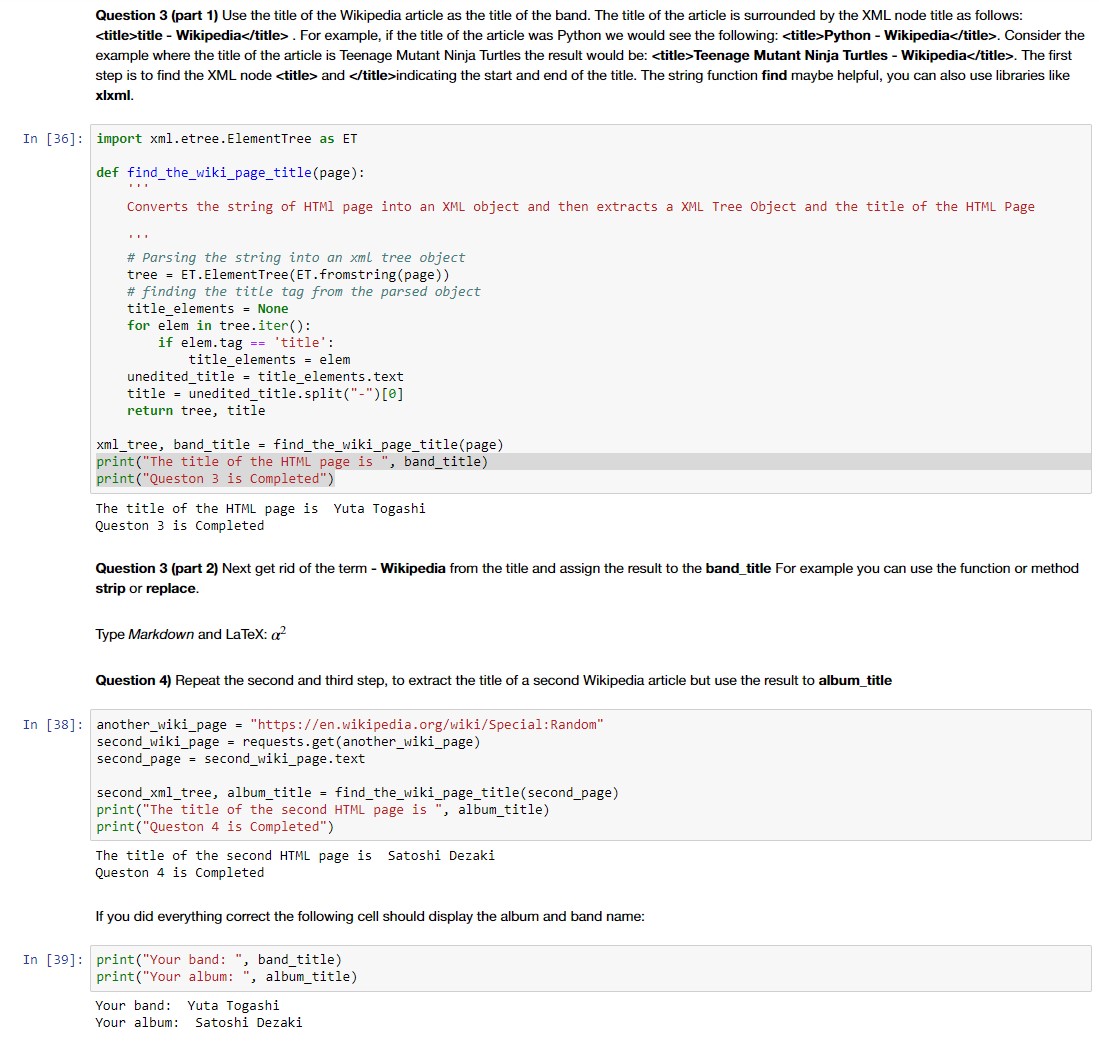 Question 3 (part 1) Use the title of the Wikipedia article as the title of the band. The title of the article is surrounded by the XML node title as follows:
<title>title - Wikipedia</title> . For example, if the title of the article was Python we would see the following: <title>Python - Wikipedia</title>. Consider the
example where the title of the article is Teenage Mutant Ninja Turtles the result would be: <title>Teenage Mutant Ninja Turtles - Wikipedia</title>. The first
step is to find the XML node <title> and </title>indicating the start and end of the title. The string function find maybe helpful, you can also use libraries like
xlxml.
In [36]: import xml.etree.ElementTree as ET
def find_the_wiki_page_title(page):
'''
Converts the string of HTMl page into an XML object and then extracts a XML Tree Object and the title of the HTML Page
'''
# Parsing the string into an xml tree object
tree = ET.ElementTree(ET.fromstring(page))
# finding the title tag from the parsed object
title_elements = None
for elem in tree.iter():
if elem.tag == 'title':
title_elements = elem
unedited_title = title_elements.text
title = unedited_title.split("-")[0]
return tree, title
xml_tree, band_title = find_the_wiki_page_title(page)
print("The title of the HTML page is ", band_title)
print("Queston 3 is Completed")
The title of the HTML page is  Yuta Togashi
Queston 3 is Completed
Question 3 (part 2) Next get rid of the term - Wikipedia from the title and assign the result to the band_title For example you can use the function or method
strip or replace.
Type Markdown and LaTeX: α²
Question 4) Repeat the second and third step, to extract the title of a second Wikipedia article but use the result to album_title
In [38]: another_wiki_page = "https://en.wikipedia.org/wiki/Special:Random"
second_wiki_page = requests.get(another_wiki_page)
second_page = second_wiki_page.text
second_xml_tree, album_title = find_the_wiki_page_title(second_page)
print("The title of the second HTML page is ", album_title)
print("Queston 4 is Completed")
The title of the second HTML page is  Satoshi Dezaki
Queston 4 is Completed
If you did everything correct the following cell should display the album and band name:
In [39]: print("Your band: ", band_title)
print("Your album: ", album_title)
Your band:  Yuta Togashi
Your album:  Satoshi Dezaki